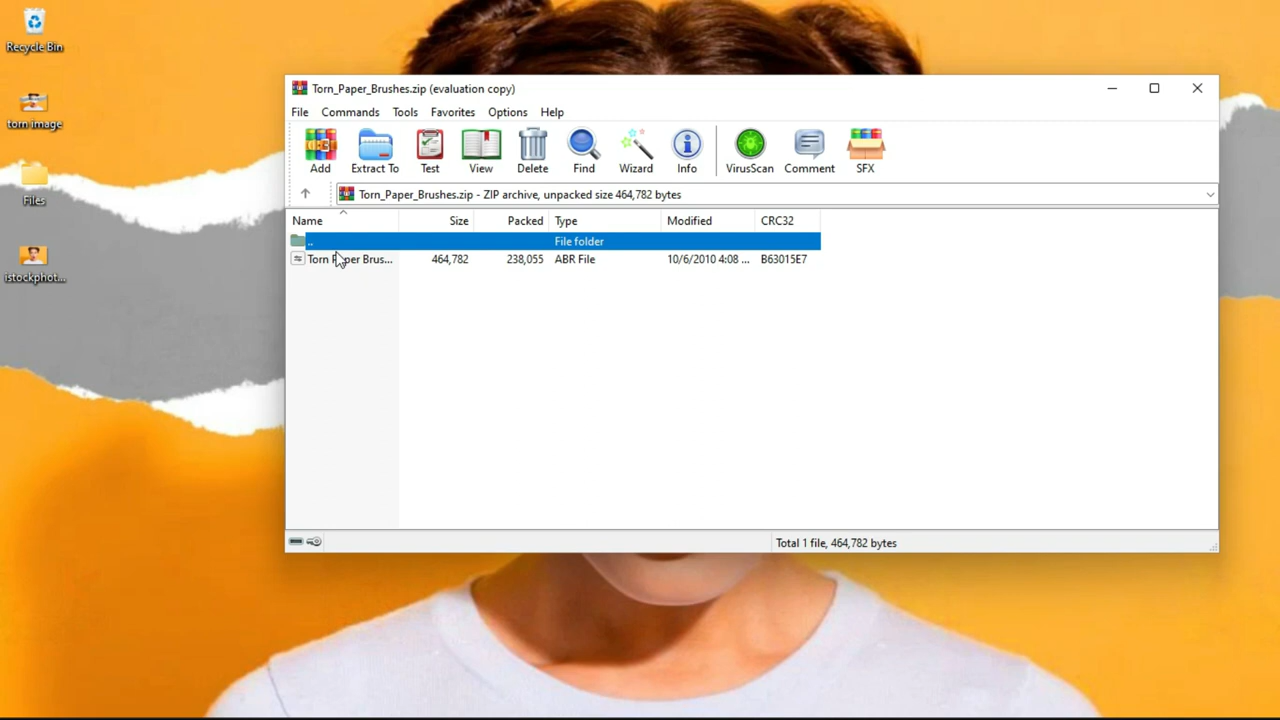 Recycle Bin
torn image
Files
istockphot...
Torn_Paper_Brushes.zip (evaluation copy)
File Commands Tools Favorites Options Help
Add Extract To Test View Delete Find Wizard Info VirusScan Comment SFX
Torn_Paper_Brushes.zip - ZIP archive, unpacked size 464,782 bytes
Name Size Packed Type Modified CRC32
.. File folder
Torn Paper Brus... 464,782 238,055 ABR File 10/6/2010 4:08 ... B63015E7
Total 1 file, 464,782 bytes